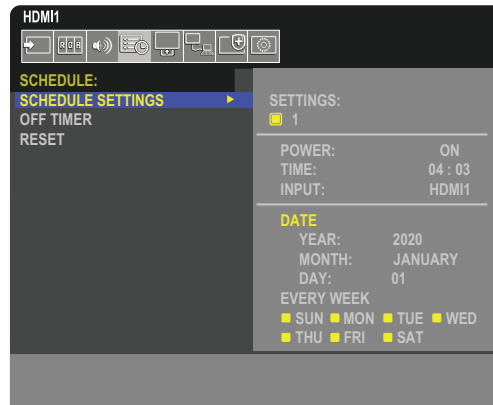 HDMI1
RGB
SCHEDULE:
SCHEDULE SETTINGS
OFF TIMER
RESET
SETTINGS:
1
POWER: ON
TIME: 04 : 03
INPUT: HDMI1
DATE
YEAR: 2020
MONTH: JANUARY
DAY: 01
EVERY WEEK
SUN MON TUE WED
THU FRI SAT